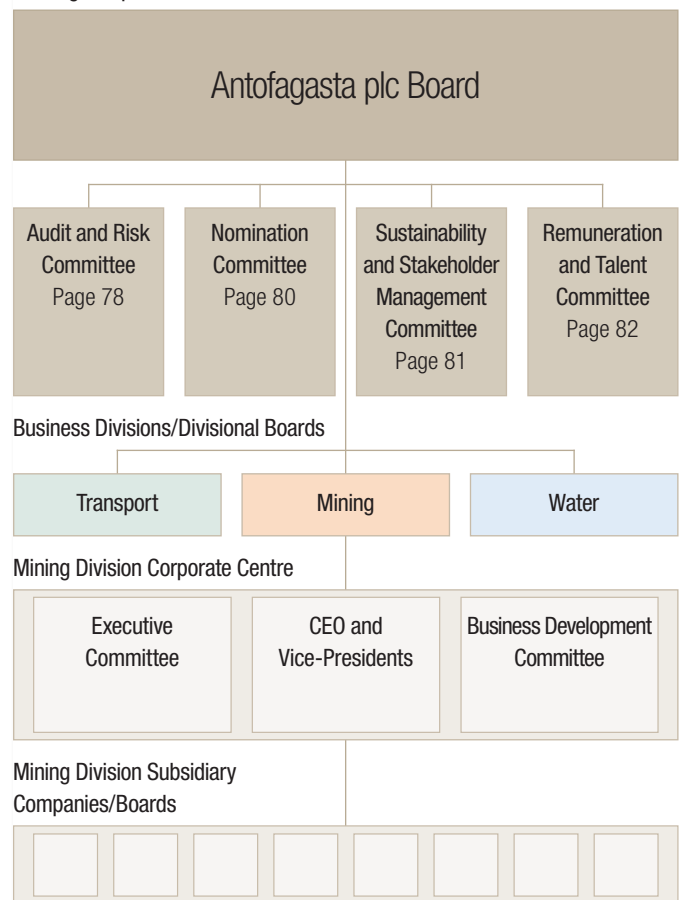 Antofagasta plc Board
Audit and Risk
Committee
Page 78
Nomination
Committee
Page 80
Sustainability
and Stakeholder
Management
Committee
Page 81
Remuneration
and Talent
Committee
Page 82
Business Divisions/Divisional Boards
Transport
Mining
Water
Mining Division Corporate Centre
Executive
Committee
CEO and
Vice-Presidents
Business Development
Committee
Mining Division Subsidiary
Companies/Boards